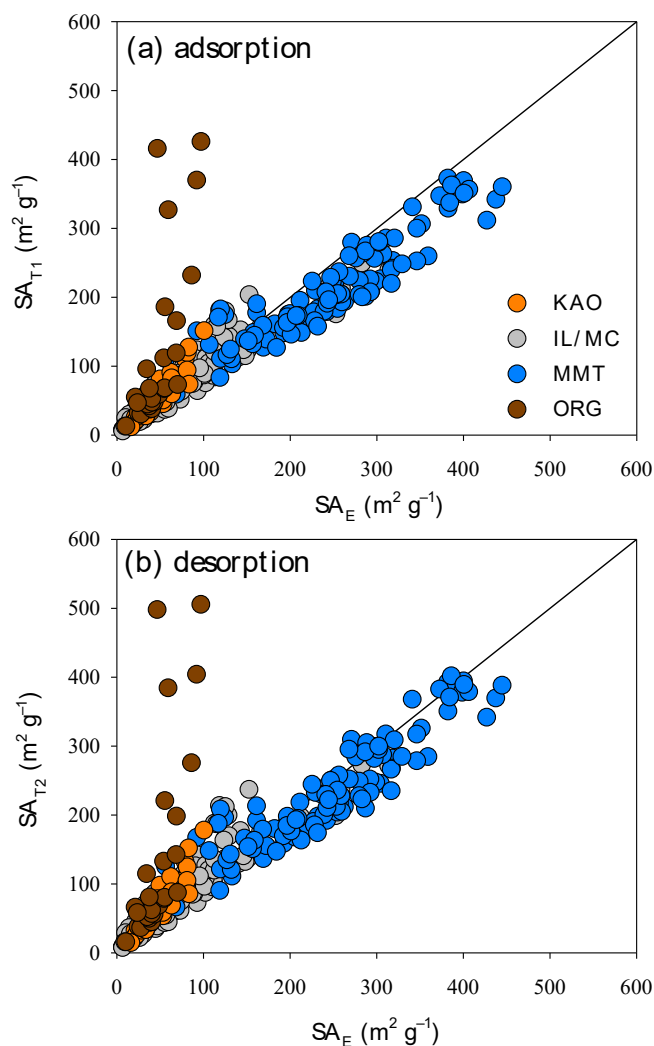 (a) adsorption
600
500
400
300
200
100
0
SA_T1 (m² g⁻¹)
KAO
IL/MC
MMT
ORG
0 100 200 300 400 500 600
SA_E (m² g⁻¹)
(b) desorption
600
500
400
300
200
100
0
SA_T2 (m² g⁻¹)
0 100 200 300 400 500 600
SA_E (m² g⁻¹)